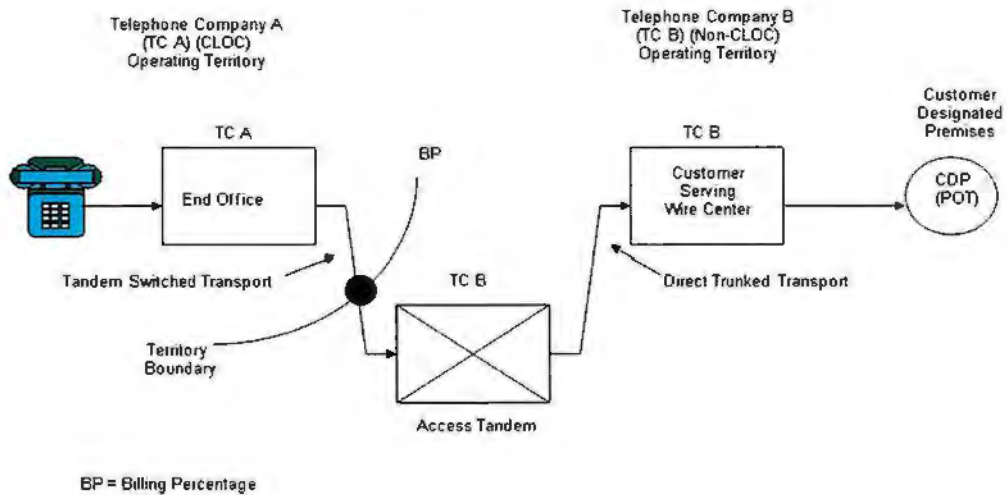 Telephone Company A
(TC A) (CLOC)
Operating Territory
Telephone Company B
(TC B) (Non-CLOC)
Operating Territory
Customer
Designated
Premises
TC A
End Office
BP
TC B
Customer
Serving
Wire Center
CDP
(POT)
Tandem Switched Transport
TC B
Direct Trunked Transport
Territory
Boundary
Access Tandem
BP = Billing Percentage